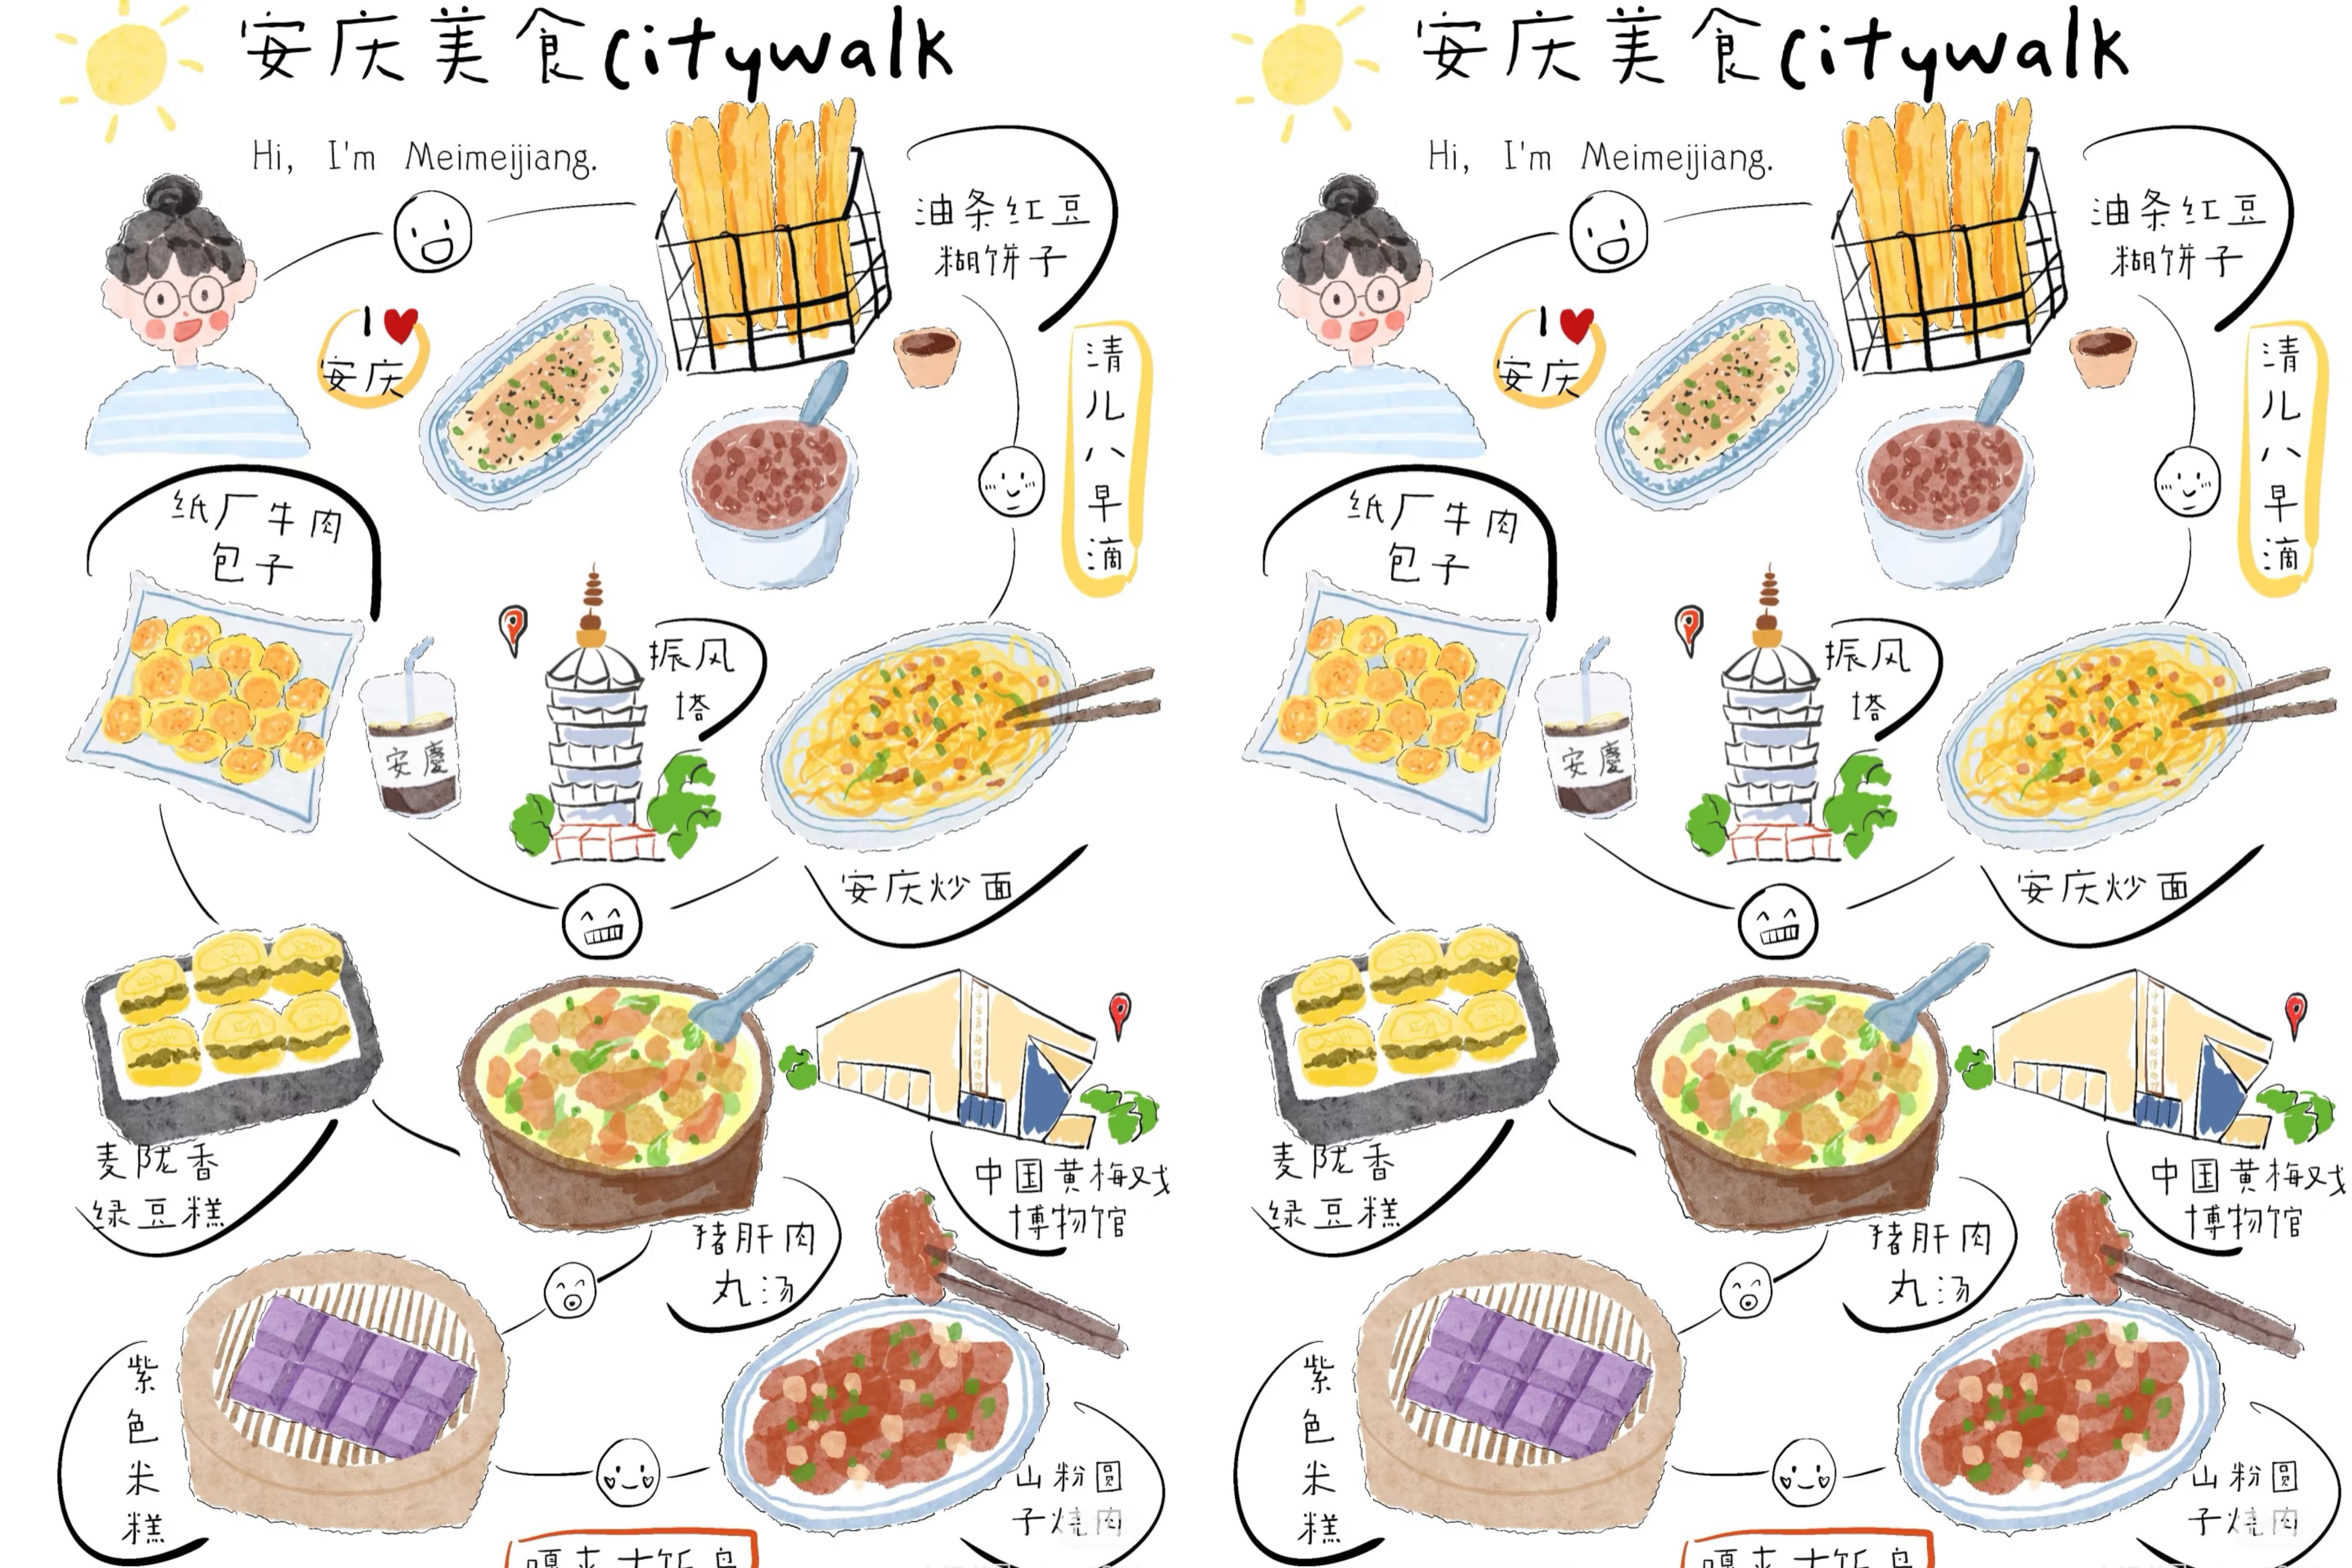 安庆美食citywalk
Hi, I'm Meimeijiang.
油条红豆
糊饼子
I
安庆
清儿八早滴
纸厂牛肉
包子
振风
塔
安慶
安庆炒面
麦陇香
绿豆糕
中国黄梅戏
博物馆
猪肝肉
丸汤
紫色米糕
山粉圆
子烧肉
安庆美食citywalk
Hi, I'm Meimeijiang.
油条红豆
糊饼子
I
安庆
清儿八早滴
纸厂牛肉
包子
振风
塔
安慶
安庆炒面
麦陇香
绿豆糕
中国黄梅戏
博物馆
猪肝肉
丸汤
紫色米糕
山粉圆
子烧肉